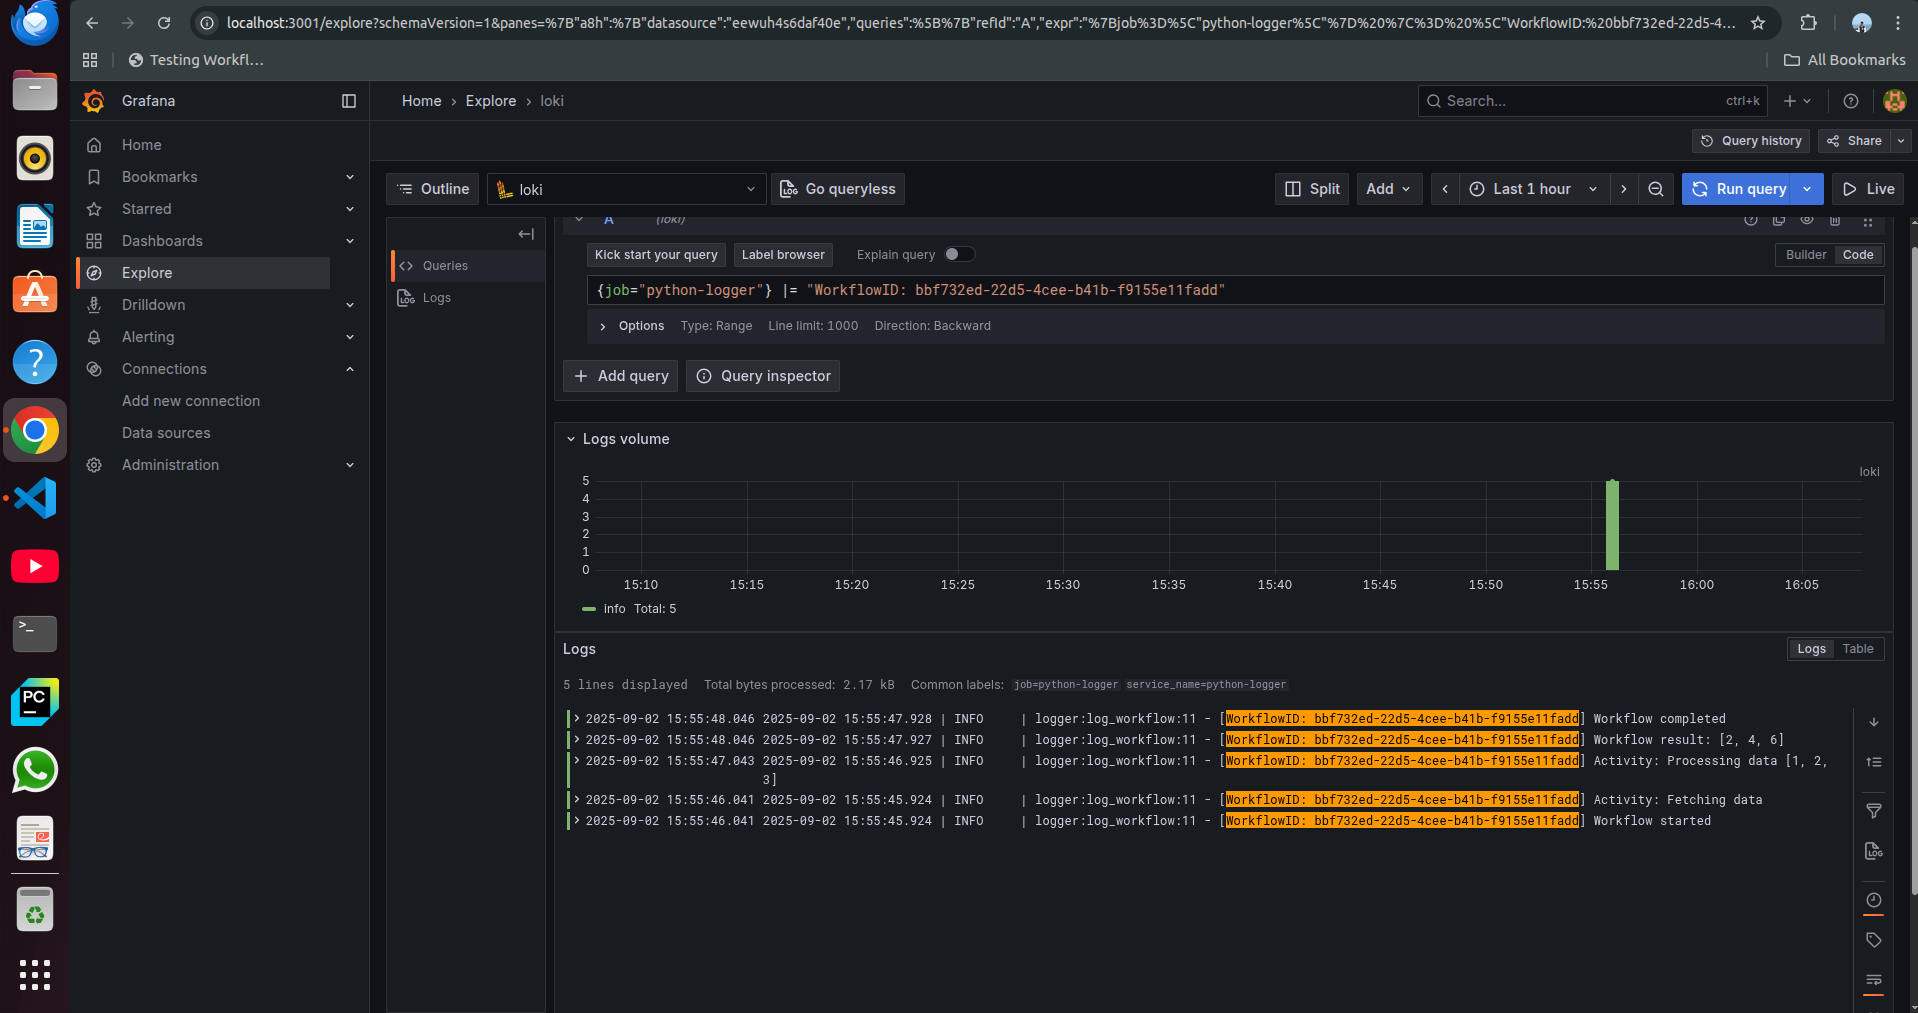 localhost:3001/explore?schemaVersion=1&panes=%7B"a8h":%7B"datasource":"eewuh4s6daf40e","queries":%5B%7B"refId":"A","expr":"%7Bjob%3D%5C"python-logger%5C"%7D%20%7C%3D%20%5C"WorkflowID:%20bbf732ed-22d5-4...
Testing Workfl...
All Bookmarks
Grafana
Home › Explore › loki
Search...
ctrl+k
Home
Bookmarks
Starred
Dashboards
Explore
Drilldown
Alerting
Connections
Add new connection
Data sources
Administration
Query history
Share
Outline
loki
Go queryless
Split
Add
Last 1 hour
Run query
Live
Queries
Logs
A (loki)
Kick start your query
Label browser
Explain query
Builder
Code
{job="python-logger"} |= "WorkflowID: bbf732ed-22d5-4cee-b41b-f9155e11fadd"
Options Type: Range Line limit: 1000 Direction: Backward
+ Add query
Query inspector
Logs volume
loki
5
4
3
2
1
0
15:10 15:15 15:20 15:25 15:30 15:35 15:40 15:45 15:50 15:55 16:00 16:05
info Total: 5
Logs
Logs
Table
5 lines displayed Total bytes processed: 2.17 kB Common labels: job=python-logger service_name=python-logger
2025-09-02 15:55:48.046 2025-09-02 15:55:47.928 | INFO | logger:log_workflow:11 - [WorkflowID: bbf732ed-22d5-4cee-b41b-f9155e11fadd] Workflow completed
2025-09-02 15:55:48.046 2025-09-02 15:55:47.927 | INFO | logger:log_workflow:11 - [WorkflowID: bbf732ed-22d5-4cee-b41b-f9155e11fadd] Workflow result: [2, 4, 6]
2025-09-02 15:55:47.043 2025-09-02 15:55:46.925 | INFO | logger:log_workflow:11 - [WorkflowID: bbf732ed-22d5-4cee-b41b-f9155e11fadd] Activity: Processing data [1, 2,
3]
2025-09-02 15:55:46.041 2025-09-02 15:55:45.924 | INFO | logger:log_workflow:11 - [WorkflowID: bbf732ed-22d5-4cee-b41b-f9155e11fadd] Activity: Fetching data
2025-09-02 15:55:46.041 2025-09-02 15:55:45.924 | INFO | logger:log_workflow:11 - [WorkflowID: bbf732ed-22d5-4cee-b41b-f9155e11fadd] Workflow started
PC
LOG